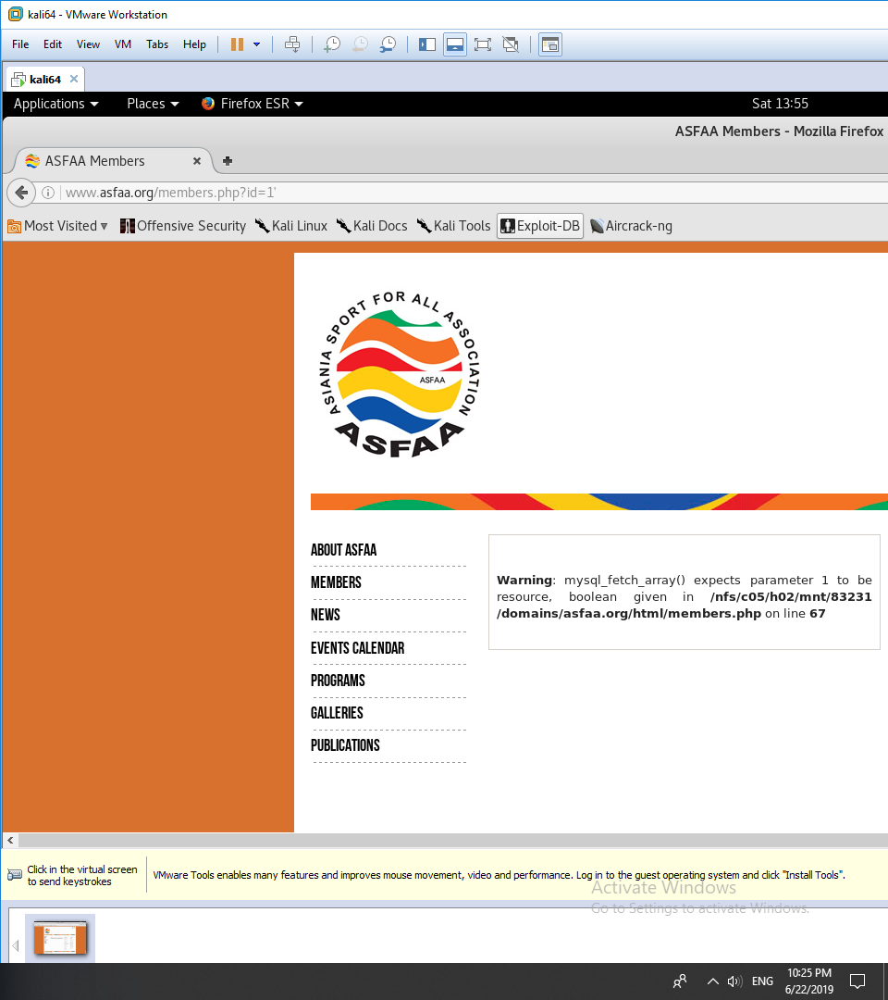 kali64 - VMware Workstation
File Edit View VM Tabs Help
kali64
Applications Places Firefox ESR Sat 13:55
ASFAA Members - Mozilla Firefox
ASFAA Members
www.asfaa.org/members.php?id=1'
Most Visited Offensive Security Kali Linux Kali Docs Kali Tools Exploit-DB Aircrack-ng
ASIANIA SPORT FOR ALL ASSOCIATION
ASFAA
ASFAA
ABOUT ASFAA
MEMBERS
NEWS
EVENTS CALENDAR
PROGRAMS
GALLERIES
PUBLICATIONS
Warning: mysql_fetch_array() expects parameter 1 to be
resource, boolean given in /nfs/c05/h02/mnt/83231
/domains/asfaa.org/html/members.php on line 67
Click in the virtual screen
to send keystrokes
VMware Tools enables many features and improves mouse movement, video and performance. Log in to the guest operating system and click "Install Tools".
Activate Windows
Go to Settings to activate Windows.
ENG
10:25 PM
6/22/2019